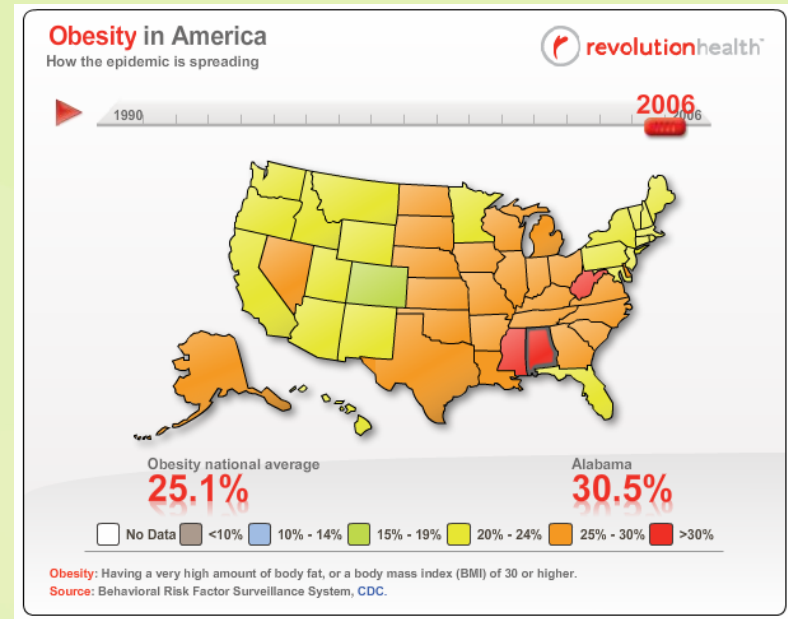 Obesity in America
How the epidemic is spreading
revolutionhealth™
1990
2006
2006
Obesity national average
25.1%
Alabama
30.5%
No Data <10% 10% - 14% 15% - 19% 20% - 24% 25% - 30% >30%
Obesity: Having a very high amount of body fat, or a body mass index (BMI) of 30 or higher.
Source: Behavioral Risk Factor Surveillance System, CDC.